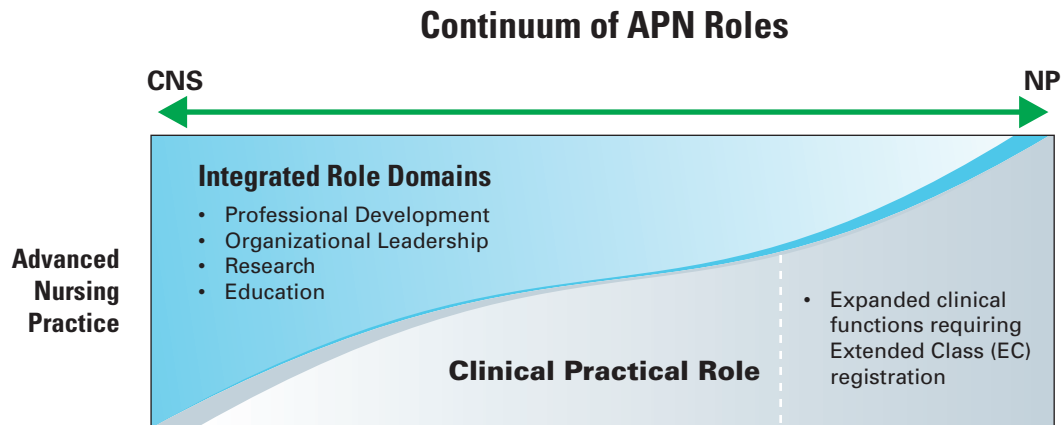 Continuum of APN Roles
CNS
NP
Integrated Role Domains
• Professional Development
• Organizational Leadership
• Research
• Education
Advanced
Nursing
Practice
Clinical Practical Role
• Expanded clinical
functions requiring
Extended Class (EC)
registration